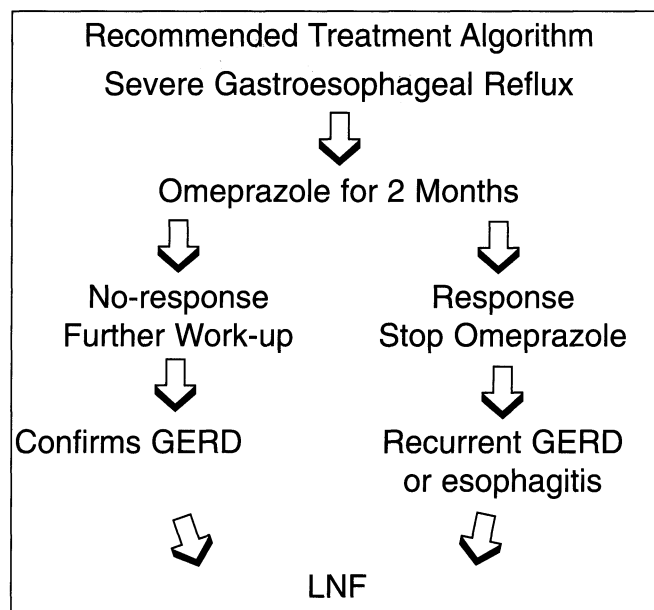 Recommended Treatment Algorithm
Severe Gastroesophageal Reflux
Omeprazole for 2 Months
No-response
Further Work-up
Response
Stop Omeprazole
Confirms GERD
Recurrent GERD
or esophagitis
LNF